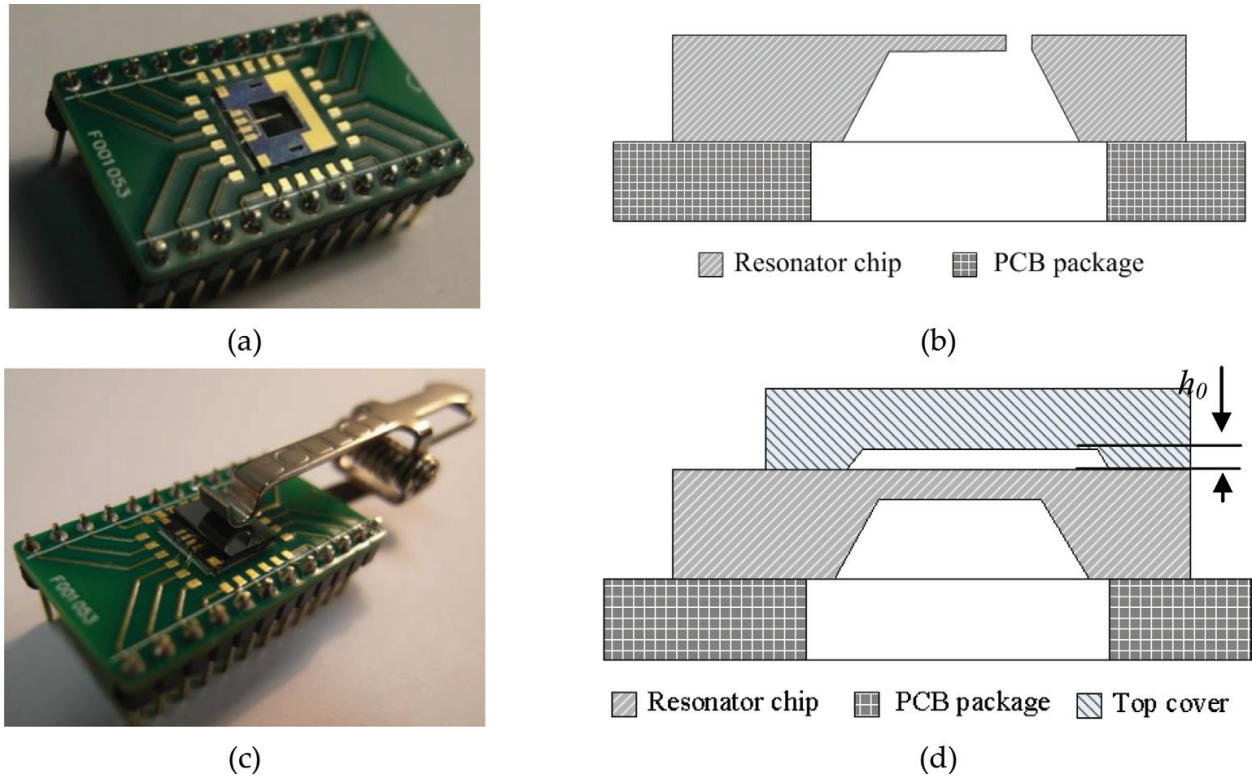 F001053
Resonator chip
PCB package
(a)
(b)
F001053
h0
Resonator chip
PCB package
Top cover
(c)
(d)